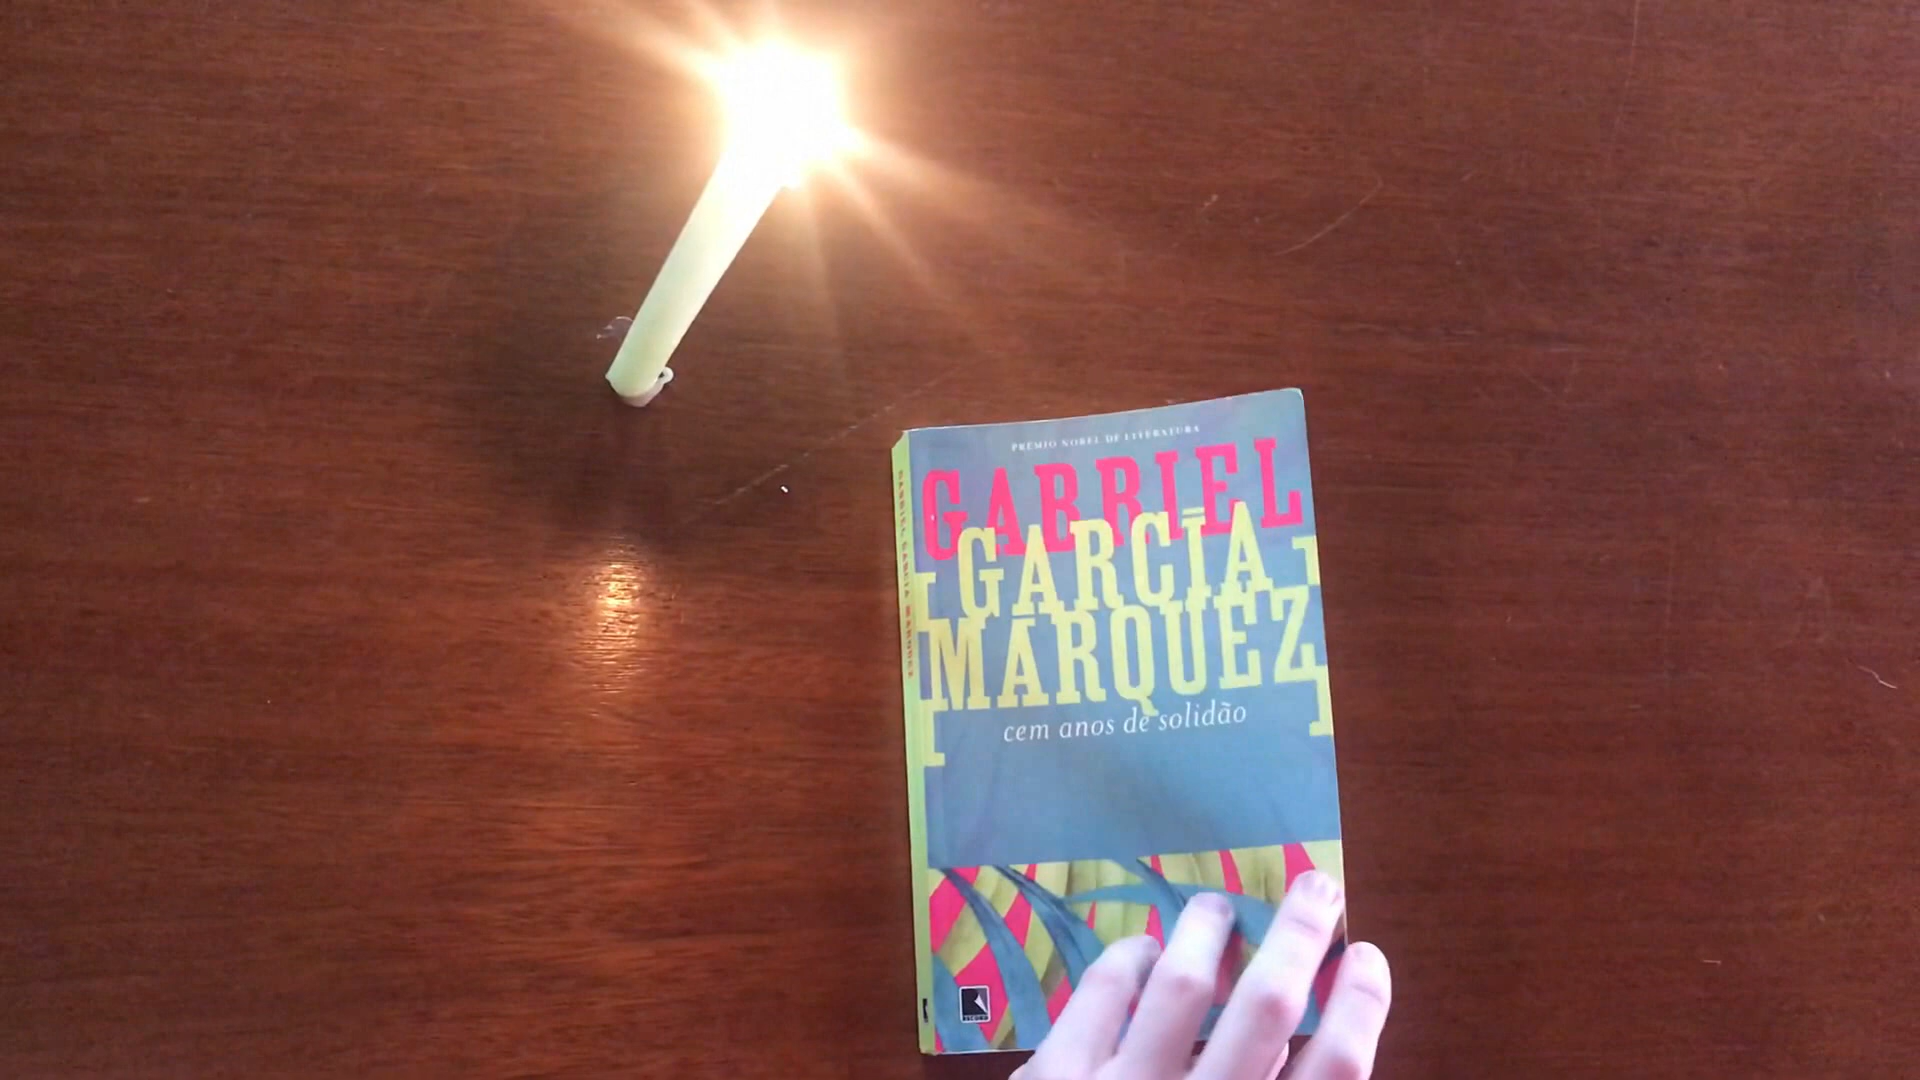 PRÊMIO NOBEL DE LITERATURA
GABRIEL
GARCÍA
MÁRQUEZ
cem anos de solidão
GABRIEL GARCÍA MÁRQUEZ